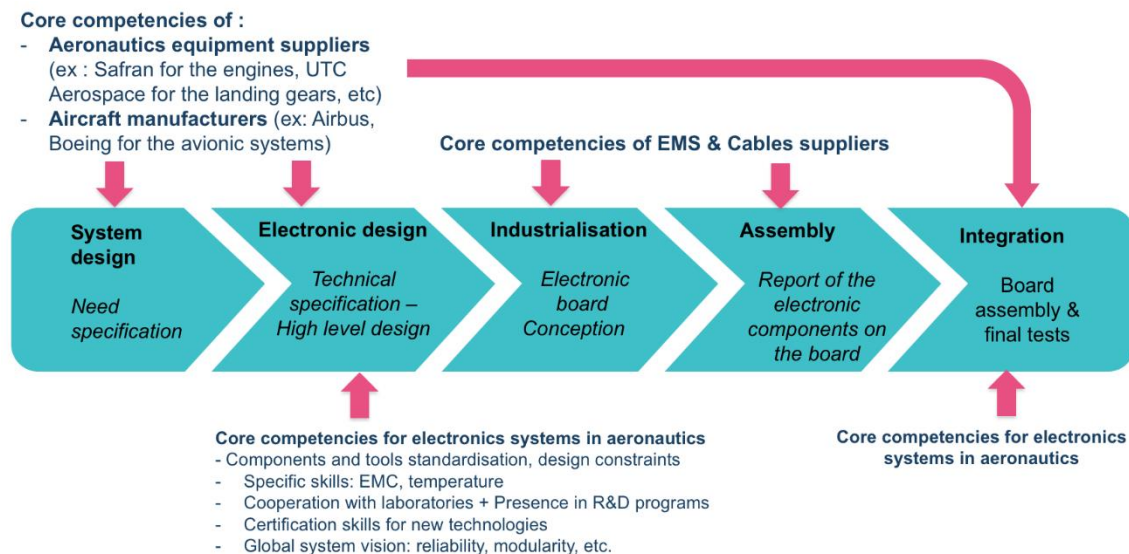 Core competencies of :
- Aeronautics equipment suppliers
(ex : Safran for the engines, UTC
Aerospace for the landing gears, etc)
- Aircraft manufacturers (ex: Airbus,
Boeing for the avionic systems)
Core competencies of EMS & Cables suppliers
System
design
Need
specification
Electronic design
Technical
specification –
High level design
Industrialisation
Electronic
board
Conception
Assembly
Report of the
electronic
components on
the board
Integration
Board
assembly &
final tests
Core competencies for electronics systems in aeronautics
- Components and tools standardisation, design constraints
- Specific skills: EMC, temperature
- Cooperation with laboratories + Presence in R&D programs
- Certification skills for new technologies
- Global system vision: reliability, modularity, etc.
Core competencies for electronics
systems in aeronautics